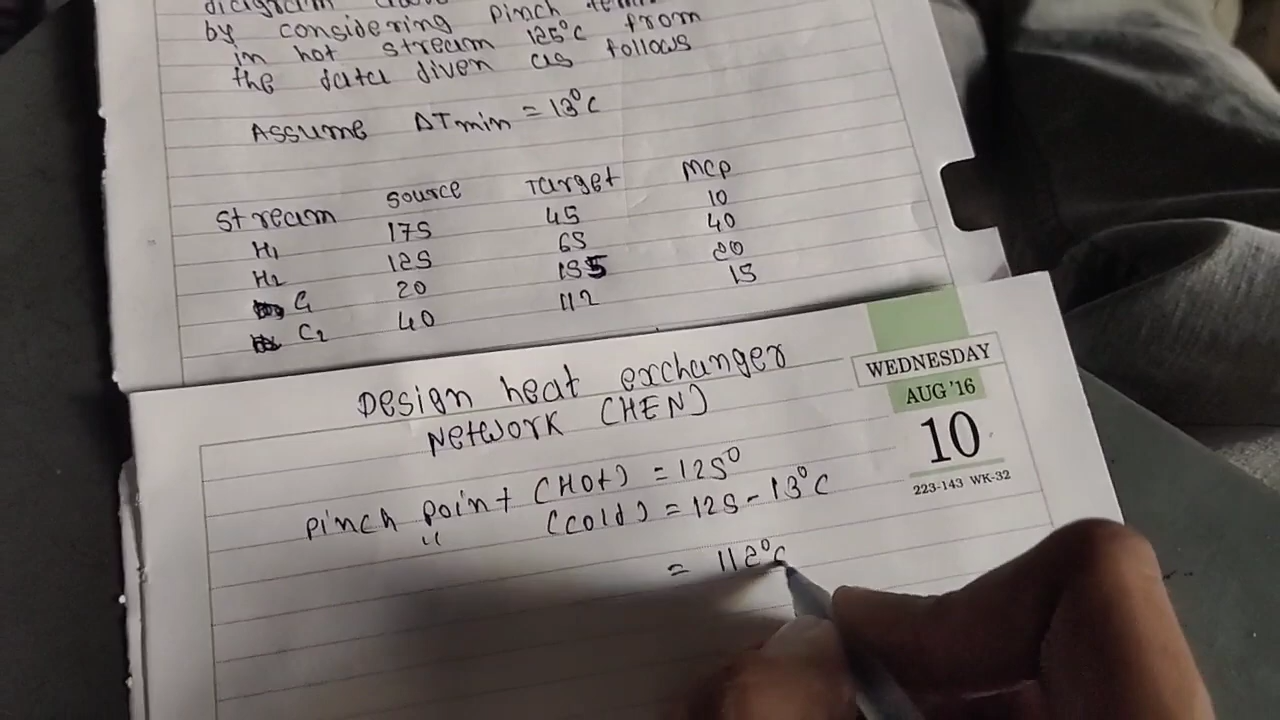 diagram
by considering pinch
in hot stream 125°C from
the data diven as follows
Assume ΔTmin = 13°C
Stream Source Target MCP
H1 175 45 10
H2 125 65 40
C1 20 155 20
C2 40 112 15
Design heat exchanger
Network (HEN)
pinch point (Hot) = 125°
" (cold) = 125 - 13°C
= 112°C
WEDNESDAY
AUG '16
10
223-143 WK-32